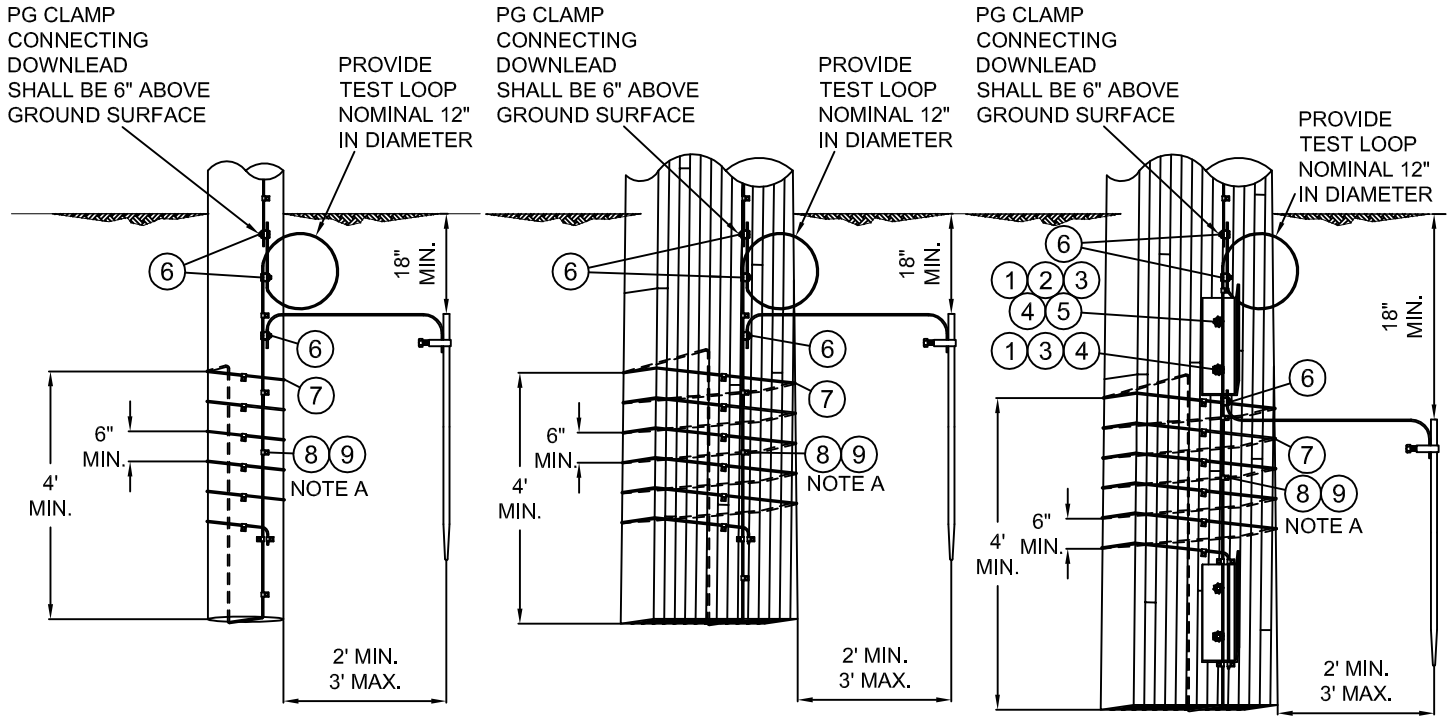 PG CLAMP
CONNECTING
DOWNLEAD
SHALL BE 6" ABOVE
GROUND SURFACE
PROVIDE
TEST LOOP
NOMINAL 12"
IN DIAMETER
6
18"
MIN.
6
7
4'
MIN.
6"
MIN.
8 9
NOTE A
2' MIN.
3' MAX.
PG CLAMP
CONNECTING
DOWNLEAD
SHALL BE 6" ABOVE
GROUND SURFACE
PROVIDE
TEST LOOP
NOMINAL 12"
IN DIAMETER
6
18"
MIN.
6
7
4'
MIN.
6"
MIN.
8 9
NOTE A
2' MIN.
3' MAX.
PG CLAMP
CONNECTING
DOWNLEAD
SHALL BE 6" ABOVE
GROUND SURFACE
PROVIDE
TEST LOOP
NOMINAL 12"
IN DIAMETER
6
1 2 3
4 5
1 3 4
18"
MIN.
6
7
8 9
NOTE A
4'
MIN.
6"
MIN.
2' MIN.
3' MAX.